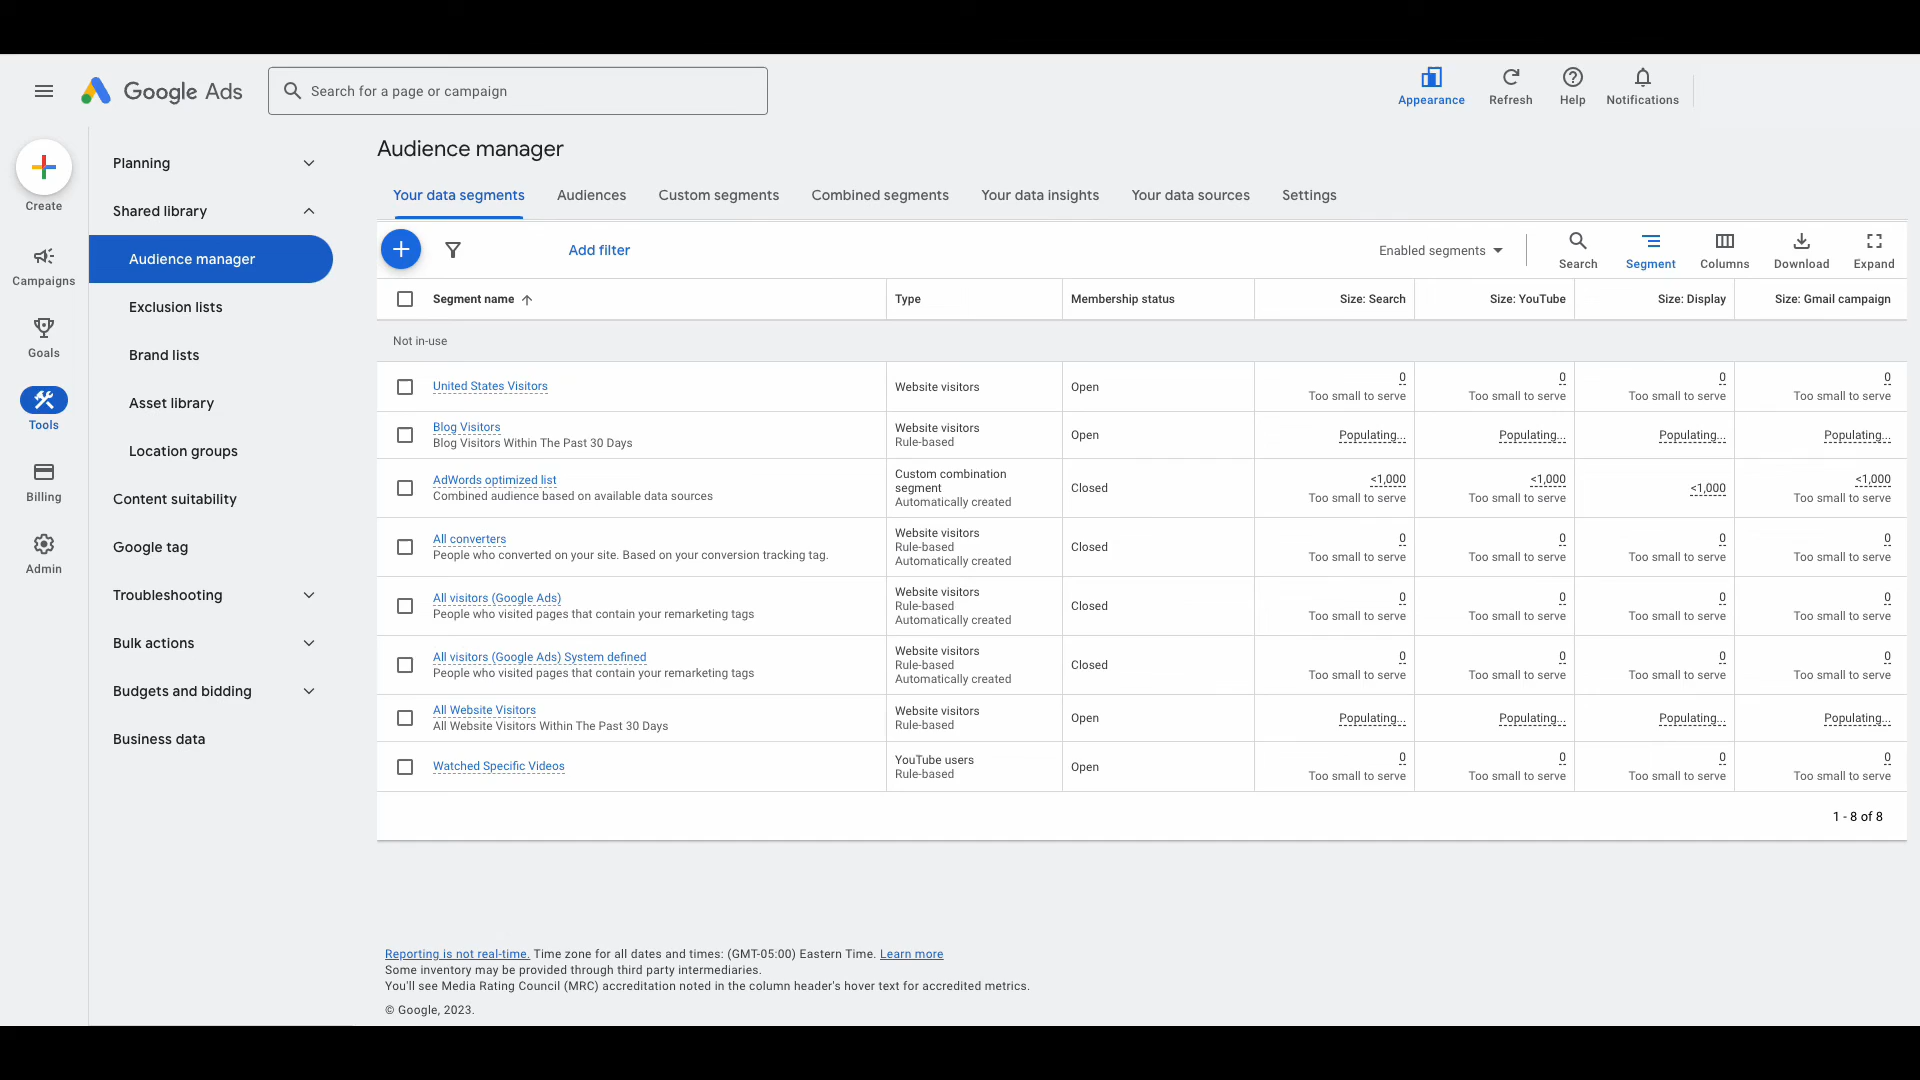 Google Ads
Search for a page or campaign
Appearance
Refresh
Help
Notifications
Create
Campaigns
Goals
Tools
Billing
Admin
Planning
Shared library
Audience manager
Exclusion lists
Brand lists
Asset library
Location groups
Content suitability
Google tag
Troubleshooting
Bulk actions
Budgets and bidding
Business data
Audience manager
Your data segments Audiences Custom segments Combined segments Your data insights Your data sources Settings
Add filter
Enabled segments
Search
Segment
Columns
Download
Expand
Segment name Type Membership status Size: Search Size: YouTube Size: Display Size: Gmail campaign
Not in-use
United States Visitors
Website visitors
Open
0
Too small to serve
0
Too small to serve
0
Too small to serve
0
Too small to serve
Blog Visitors
Blog Visitors Within The Past 30 Days
Website visitors
Rule-based
Open
Populating...
Populating...
Populating...
Populating...
AdWords optimized list
Combined audience based on available data sources
Custom combination
segment
Automatically created
Closed
<1,000
Too small to serve
<1,000
Too small to serve
<1,000
<1,000
Too small to serve
All converters
People who converted on your site. Based on your conversion tracking tag.
Website visitors
Rule-based
Automatically created
Closed
0
Too small to serve
0
Too small to serve
0
Too small to serve
0
Too small to serve
All visitors (Google Ads)
People who visited pages that contain your remarketing tags
Website visitors
Rule-based
Automatically created
Closed
0
Too small to serve
0
Too small to serve
0
Too small to serve
0
Too small to serve
All visitors (Google Ads) System defined
People who visited pages that contain your remarketing tags
Website visitors
Rule-based
Automatically created
Closed
0
Too small to serve
0
Too small to serve
0
Too small to serve
0
Too small to serve
All Website Visitors
All Website Visitors Within The Past 30 Days
Website visitors
Rule-based
Open
Populating...
Populating...
Populating...
Populating...
Watched Specific Videos
YouTube users
Rule-based
Open
0
Too small to serve
0
Too small to serve
0
Too small to serve
0
Too small to serve
1 - 8 of 8
Reporting is not real-time. Time zone for all dates and times: (GMT-05:00) Eastern Time. Learn more
Some inventory may be provided through third party intermediaries.
You'll see Media Rating Council (MRC) accreditation noted in the column header's hover text for accredited metrics.
© Google, 2023.